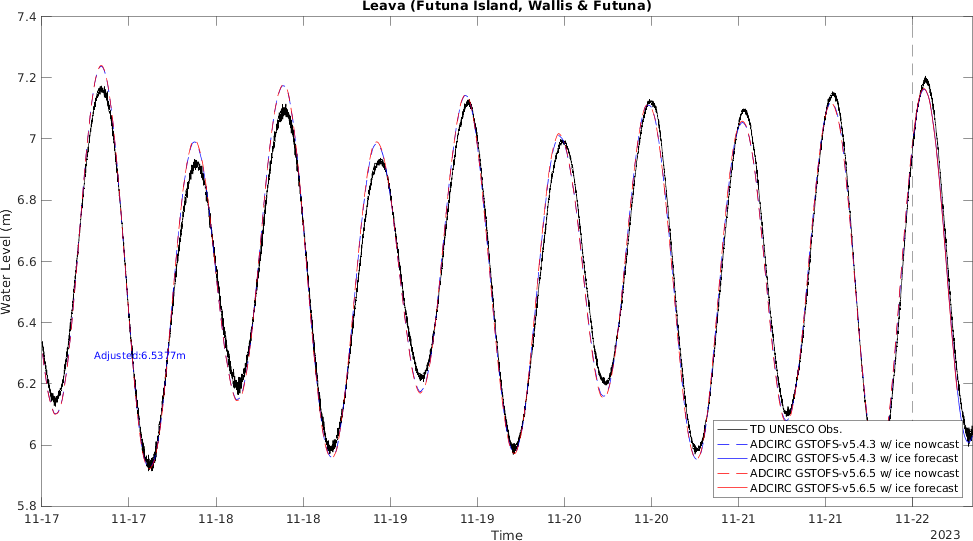 Leava (Futuna Island, Wallis & Futuna)
7.4
7.2
7
6.8
6.6
6.4
6.2
6
5.8
Water Level (m)
Adjusted:6.5377m
TD UNESCO Obs.
ADCIRC GSTOFS-v5.4.3 w/ ice nowcast
ADCIRC GSTOFS-v5.4.3 w/ ice forecast
ADCIRC GSTOFS-v5.6.5 w/ ice nowcast
ADCIRC GSTOFS-v5.6.5 w/ ice forecast
11-17 11-17 11-18 11-18 11-19 11-19 11-20 11-20 11-21 11-21 11-22
Time
2023